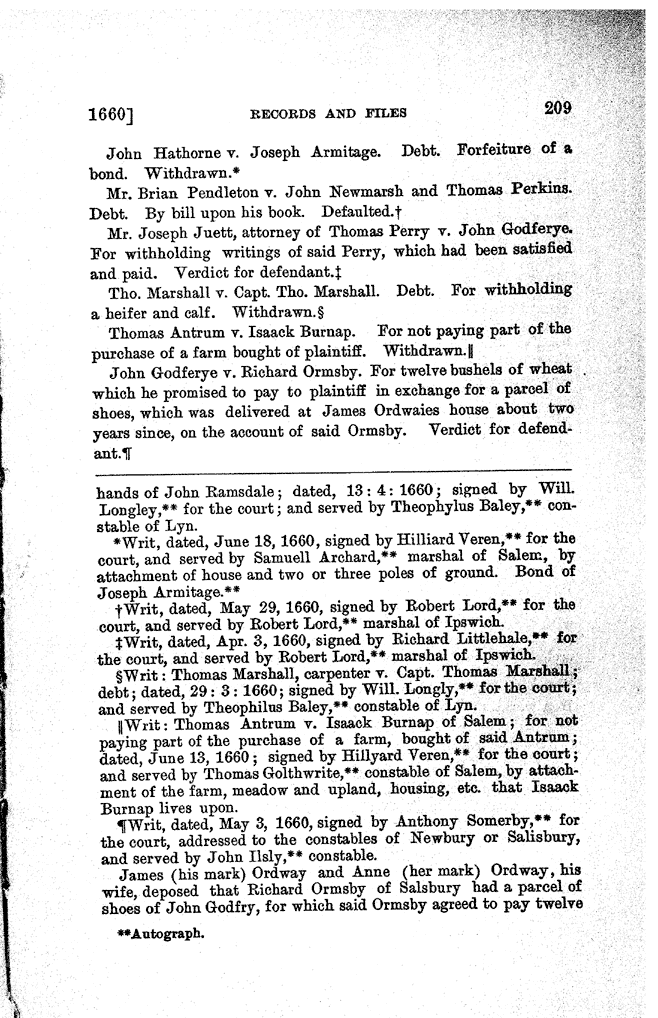 1660]
RECORDS AND FILES
209
John Hathorne v. Joseph Armitage. Debt. Forfeiture of a
bond. Withdrawn.*
Mr. Brian Pendleton v. John Newmarsh and Thomas Perkins.
Debt. By bill upon his book. Defaulted.†
Mr. Joseph Juett, attorney of Thomas Perry v. John Godferye.
For withholding writings of said Perry, which had been satisfied
and paid. Verdict for defendant.‡
Tho. Marshall v. Capt. Tho. Marshall. Debt. For withholding
a heifer and calf. Withdrawn.§
Thomas Antrum v. Isaack Burnap. For not paying part of the
purchase of a farm bought of plaintiff. Withdrawn.‖
John Godferye v. Richard Ormsby. For twelve bushels of wheat
which he promised to pay to plaintiff in exchange for a parcel of
shoes, which was delivered at James Ordwaies house about two
years since, on the account of said Ormsby. Verdict for defend-
ant.¶
hands of John Ramsdale; dated, 13: 4: 1660; signed by Will.
Longley,** for the court; and served by Theophylus Baley,** con-
stable of Lyn.
*Writ, dated, June 18, 1660, signed by Hilliard Veren,** for the
court, and served by Samuell Archard,** marshal of Salem, by
attachment of house and two or three poles of ground. Bond of
Joseph Armitage.**
†Writ, dated, May 29, 1660, signed by Robert Lord,** for the
court, and served by Robert Lord,** marshal of Ipswich.
‡Writ, dated, Apr. 3, 1660, signed by Richard Littlehale,** for
the court, and served by Robert Lord,** marshal of Ipswich.
§Writ: Thomas Marshall, carpenter v. Capt. Thomas Marshall;
debt; dated, 29: 3: 1660; signed by Will. Longly,** for the court;
and served by Theophilus Baley,** constable of Lyn.
‖Writ: Thomas Antrum v. Isaack Burnap of Salem; for not
paying part of the purchase of a farm, bought of said Antrum;
dated, June 13, 1660; signed by Hillyard Veren,** for the court;
and served by Thomas Golthwrite,** constable of Salem, by attach-
ment of the farm, meadow and upland, housing, etc. that Isaack
Burnap lives upon.
¶Writ, dated, May 3, 1660, signed by Anthony Somerby,** for
the court, addressed to the constables of Newbury or Salisbury,
and served by John Ilsly,** constable.
James (his mark) Ordway and Anne (her mark) Ordway, his
wife, deposed that Richard Ormsby of Salsbury had a parcel of
shoes of John Godfry, for which said Ormsby agreed to pay twelve
**Autograph.